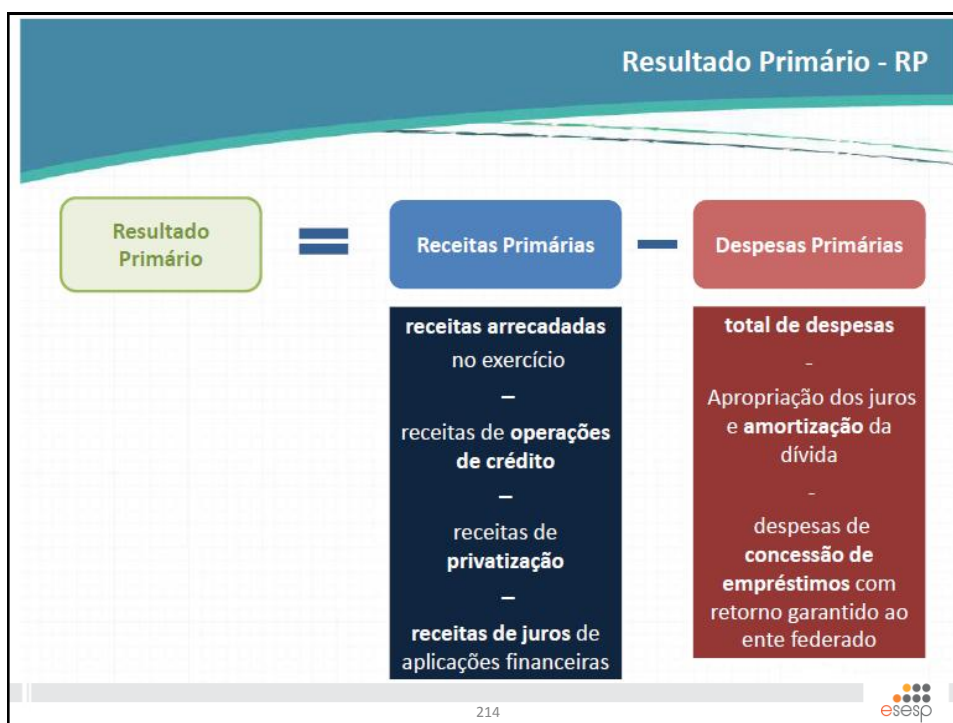 Resultado Primário - RP
Resultado
Primário
=
Receitas Primárias
–
Despesas Primárias
receitas arrecadadas
no exercício
–
receitas de operações
de crédito
–
receitas de
privatização
–
receitas de juros de
aplicações financeiras
total de despesas
-
Apropriação dos juros
e amortização da
dívida
-
despesas de
concessão de
empréstimos com
retorno garantido ao
ente federado
214
esesp